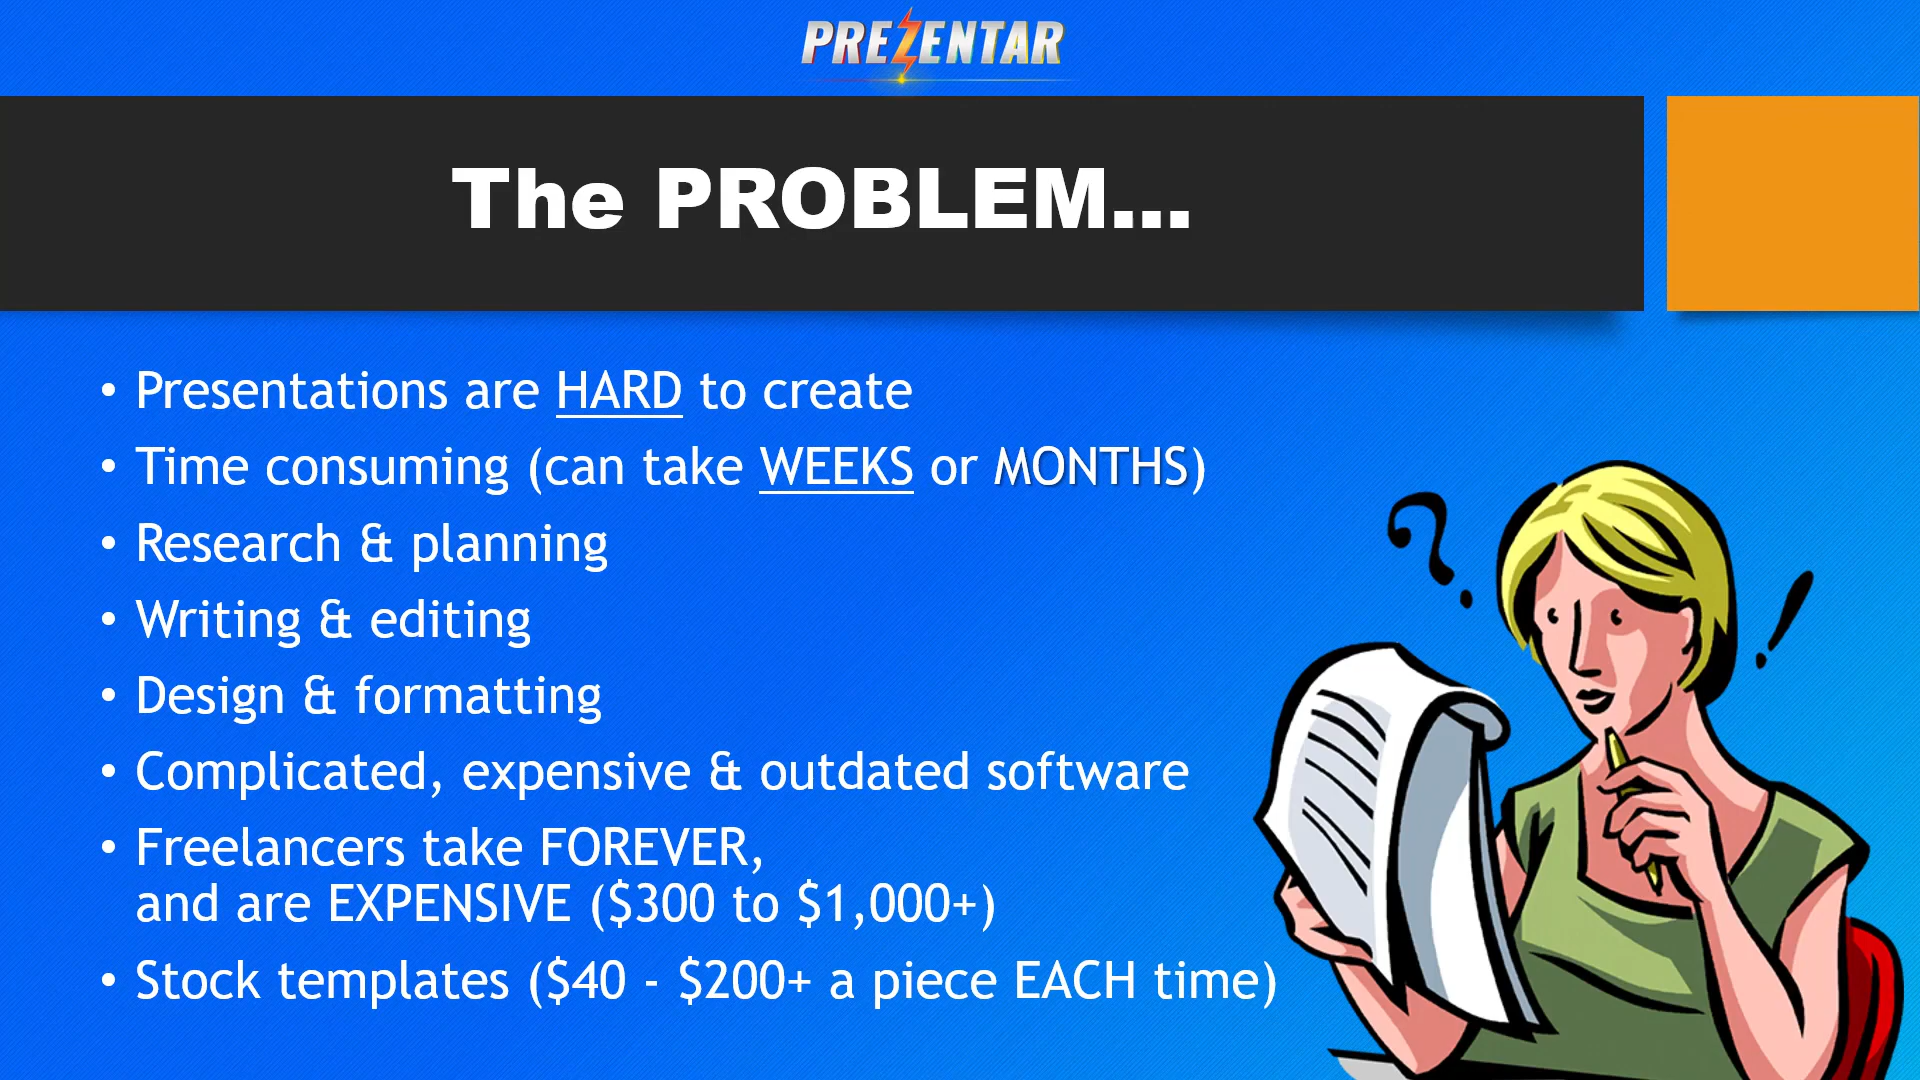 PREZENTAR
The PROBLEM...
• Presentations are HARD to create
• Time consuming (can take WEEKS or MONTHS)
• Research & planning
• Writing & editing
• Design & formatting
• Complicated, expensive & outdated software
• Freelancers take FOREVER,
and are EXPENSIVE ($300 to $1,000+)
• Stock templates ($40 - $200+ a piece EACH time)
? !